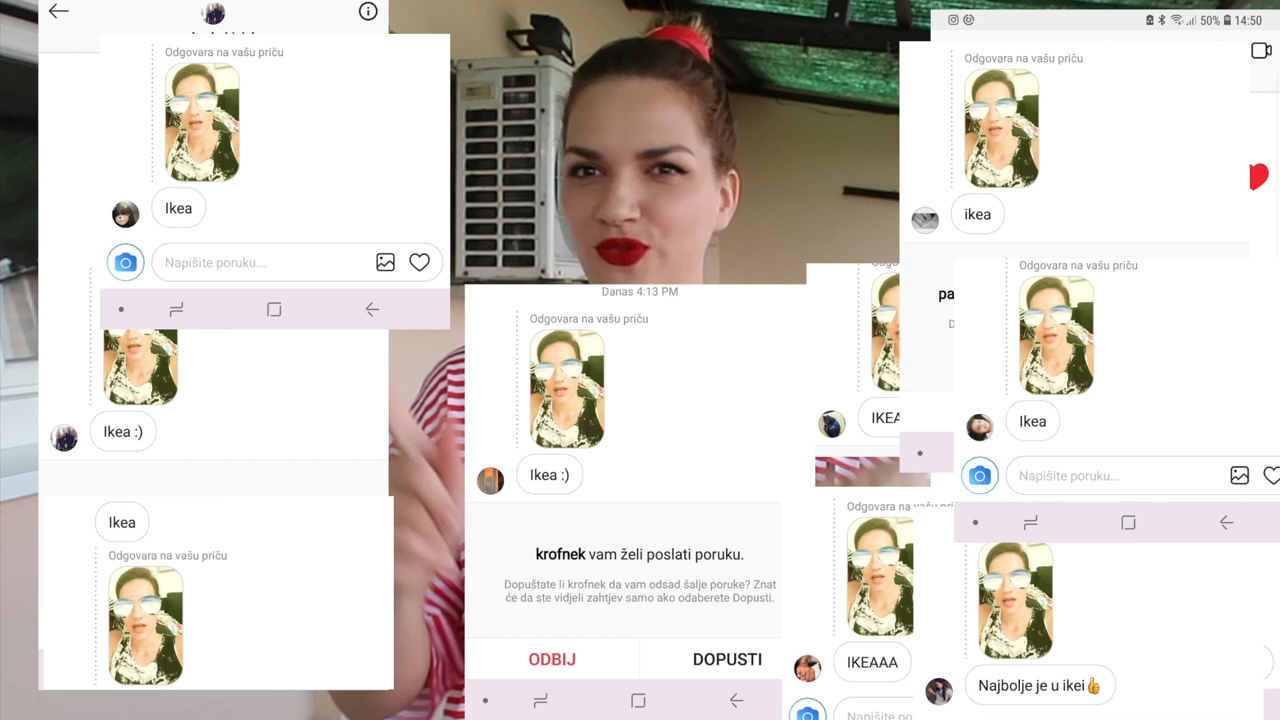 Odgovara na vašu priču
Ikea
Napišite poruku...
Ikea :)
Ikea
Odgovara na vašu priču
Danas 4:13 PM
Odgovara na vašu priču
Ikea :)
krofnek vam želi poslati poruku.
Dopuštate li krofnek da vam odsad šalje poruke? Znat
će da ste vidjeli zahtjev samo ako odaberete Dopusti.
ODBIJ
DOPUSTI
50% 14:50
Odgovara na vašu priču
ikea
pa
D
Odgovara na vašu priču
Ikea
Napišite poruku...
IKEA
Odgovara na vašu
IKEAAA
Napišite po
Najbolje je u ikei👍